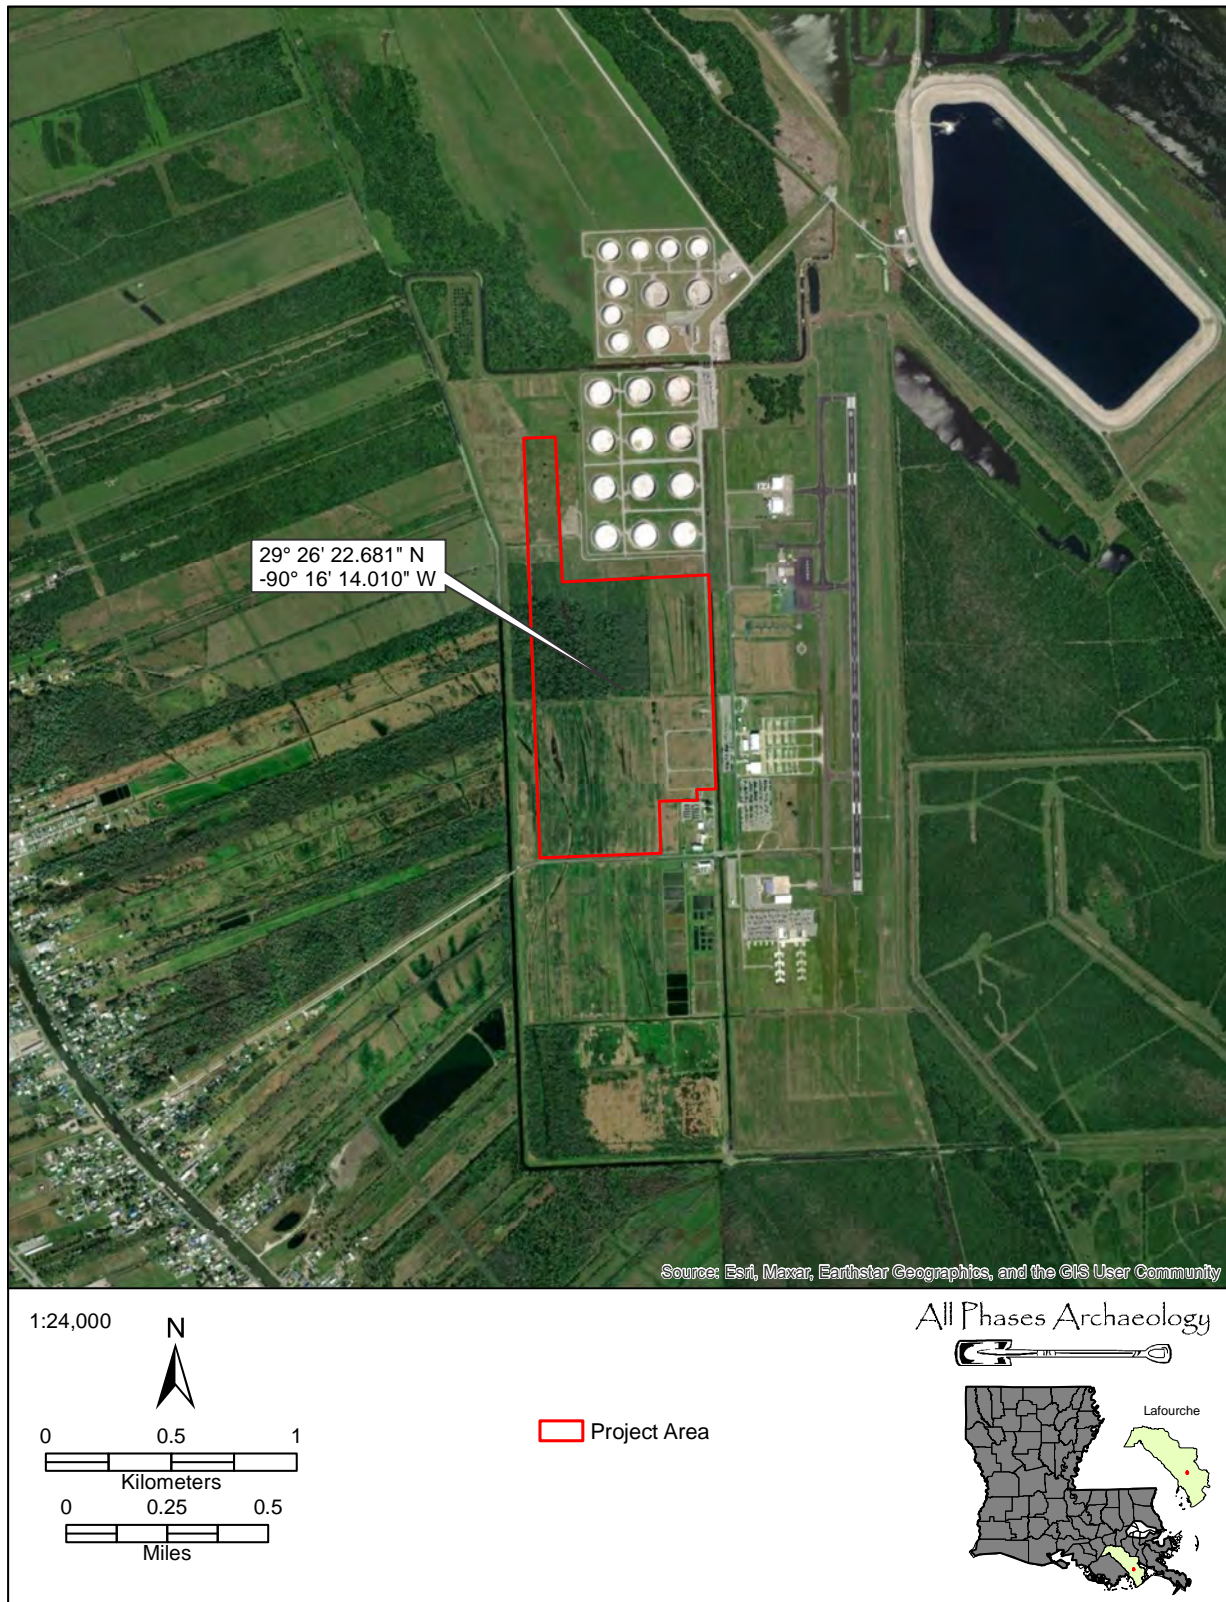 29° 26' 22.681" N
-90° 16' 14.010" W
Source: Esri, Maxar, Earthstar Geographics, and the GIS User Community
1:24,000
N
0 0.5 1
Kilometers
0 0.25 0.5
Miles
Project Area
All Phases Archaeology
Lafourche